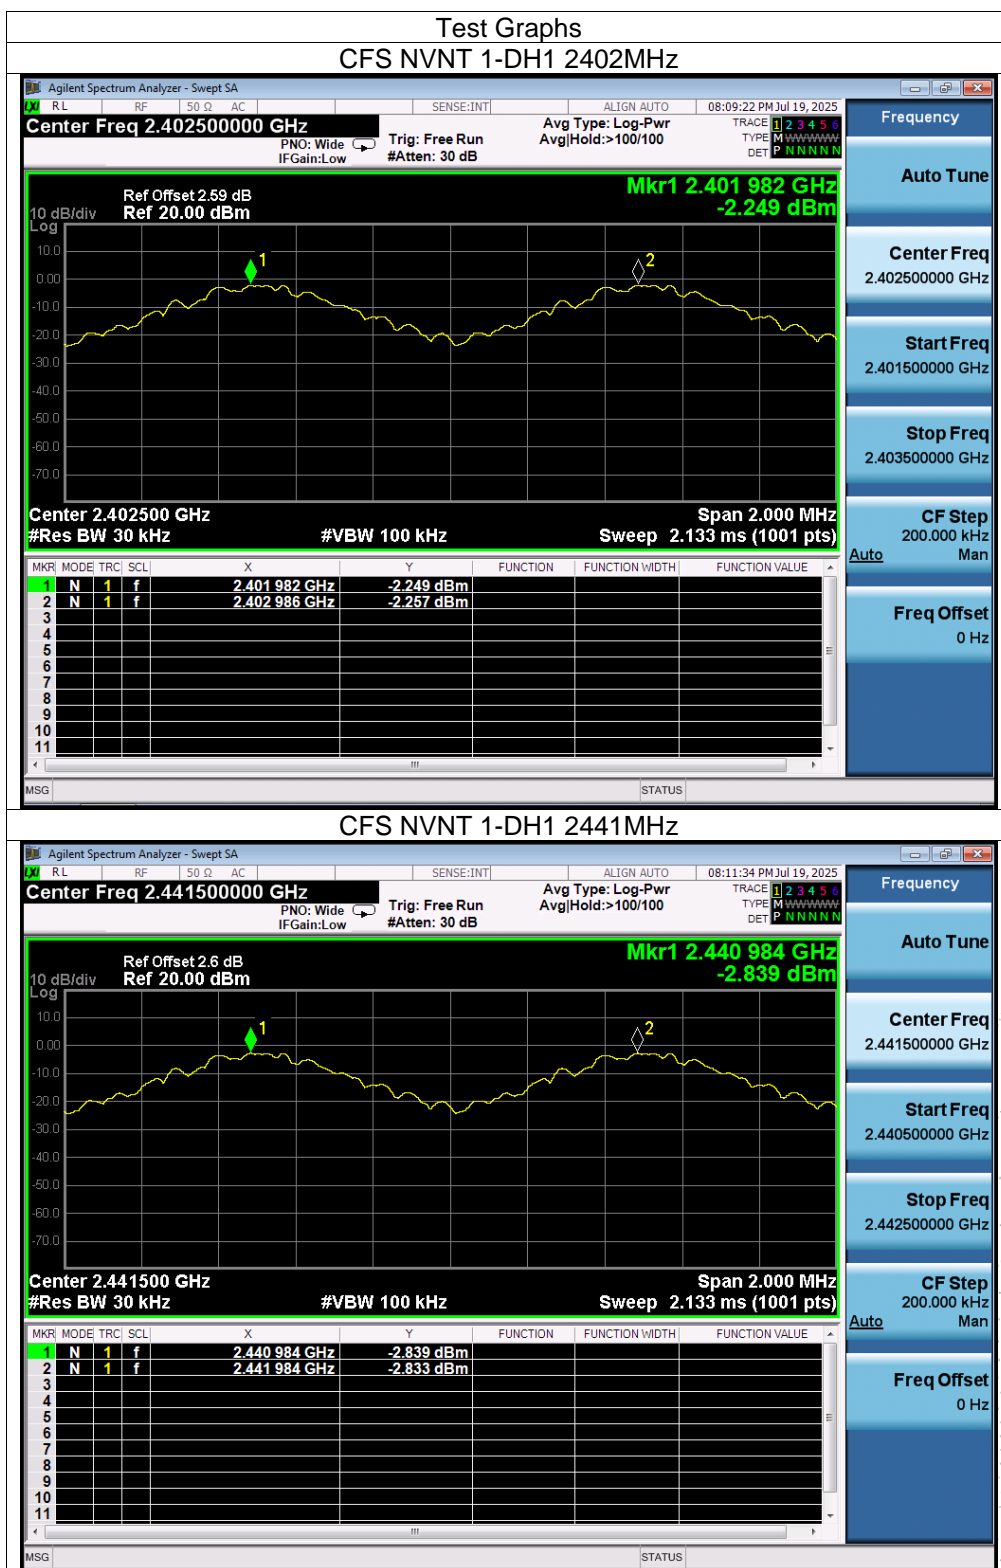 Test Graphs
CFS NVNT 1-DH1 2402MHz
Agilent Spectrum Analyzer - Swept SA
LXI RL RF 50 Ω AC SENSE:INT ALIGN AUTO 08:09:22 PM Jul 19, 2025
Center Freq 2.402500000 GHz
PNO: Wide
IFGain:Low
Trig: Free Run
#Atten: 30 dB
Avg Type: Log-Pwr
Avg|Hold:>100/100
TRACE 1 2 3 4 5 6
TYPE M WWWWW
DET P N N N N N
Frequency
Auto Tune
Center Freq
2.402500000 GHz
Start Freq
2.401500000 GHz
Stop Freq
2.403500000 GHz
CF Step
200.000 kHz
Auto Man
Freq Offset
0 Hz
Mkr1 2.401 982 GHz
-2.249 dBm
Ref Offset 2.59 dB
10 dB/div Ref 20.00 dBm
Log
10.0
0.00
-10.0
-20.0
-30.0
-40.0
-50.0
-60.0
-70.0
1
2
Center 2.402500 GHz Span 2.000 MHz
#Res BW 30 kHz #VBW 100 kHz Sweep 2.133 ms (1001 pts)
MKR MODE TRC SCL X Y FUNCTION FUNCTION WIDTH FUNCTION VALUE
1 N 1 f 2.401 982 GHz -2.249 dBm
2 N 1 f 2.402 986 GHz -2.257 dBm
3
4
5
6
7
8
9
10
11
MSG STATUS
CFS NVNT 1-DH1 2441MHz
Agilent Spectrum Analyzer - Swept SA
LXI RL RF 50 Ω AC SENSE:INT ALIGN AUTO 08:11:34 PM Jul 19, 2025
Center Freq 2.441500000 GHz
PNO: Wide
IFGain:Low
Trig: Free Run
#Atten: 30 dB
Avg Type: Log-Pwr
Avg|Hold:>100/100
TRACE 1 2 3 4 5 6
TYPE M WWWWW
DET P N N N N N
Frequency
Auto Tune
Center Freq
2.441500000 GHz
Start Freq
2.440500000 GHz
Stop Freq
2.442500000 GHz
CF Step
200.000 kHz
Auto Man
Freq Offset
0 Hz
Mkr1 2.440 984 GHz
-2.839 dBm
Ref Offset 2.6 dB
10 dB/div Ref 20.00 dBm
Log
10.0
0.00
-10.0
-20.0
-30.0
-40.0
-50.0
-60.0
-70.0
1
2
Center 2.441500 GHz Span 2.000 MHz
#Res BW 30 kHz #VBW 100 kHz Sweep 2.133 ms (1001 pts)
MKR MODE TRC SCL X Y FUNCTION FUNCTION WIDTH FUNCTION VALUE
1 N 1 f 2.440 984 GHz -2.839 dBm
2 N 1 f 2.441 984 GHz -2.833 dBm
3
4
5
6
7
8
9
10
11
MSG STATUS